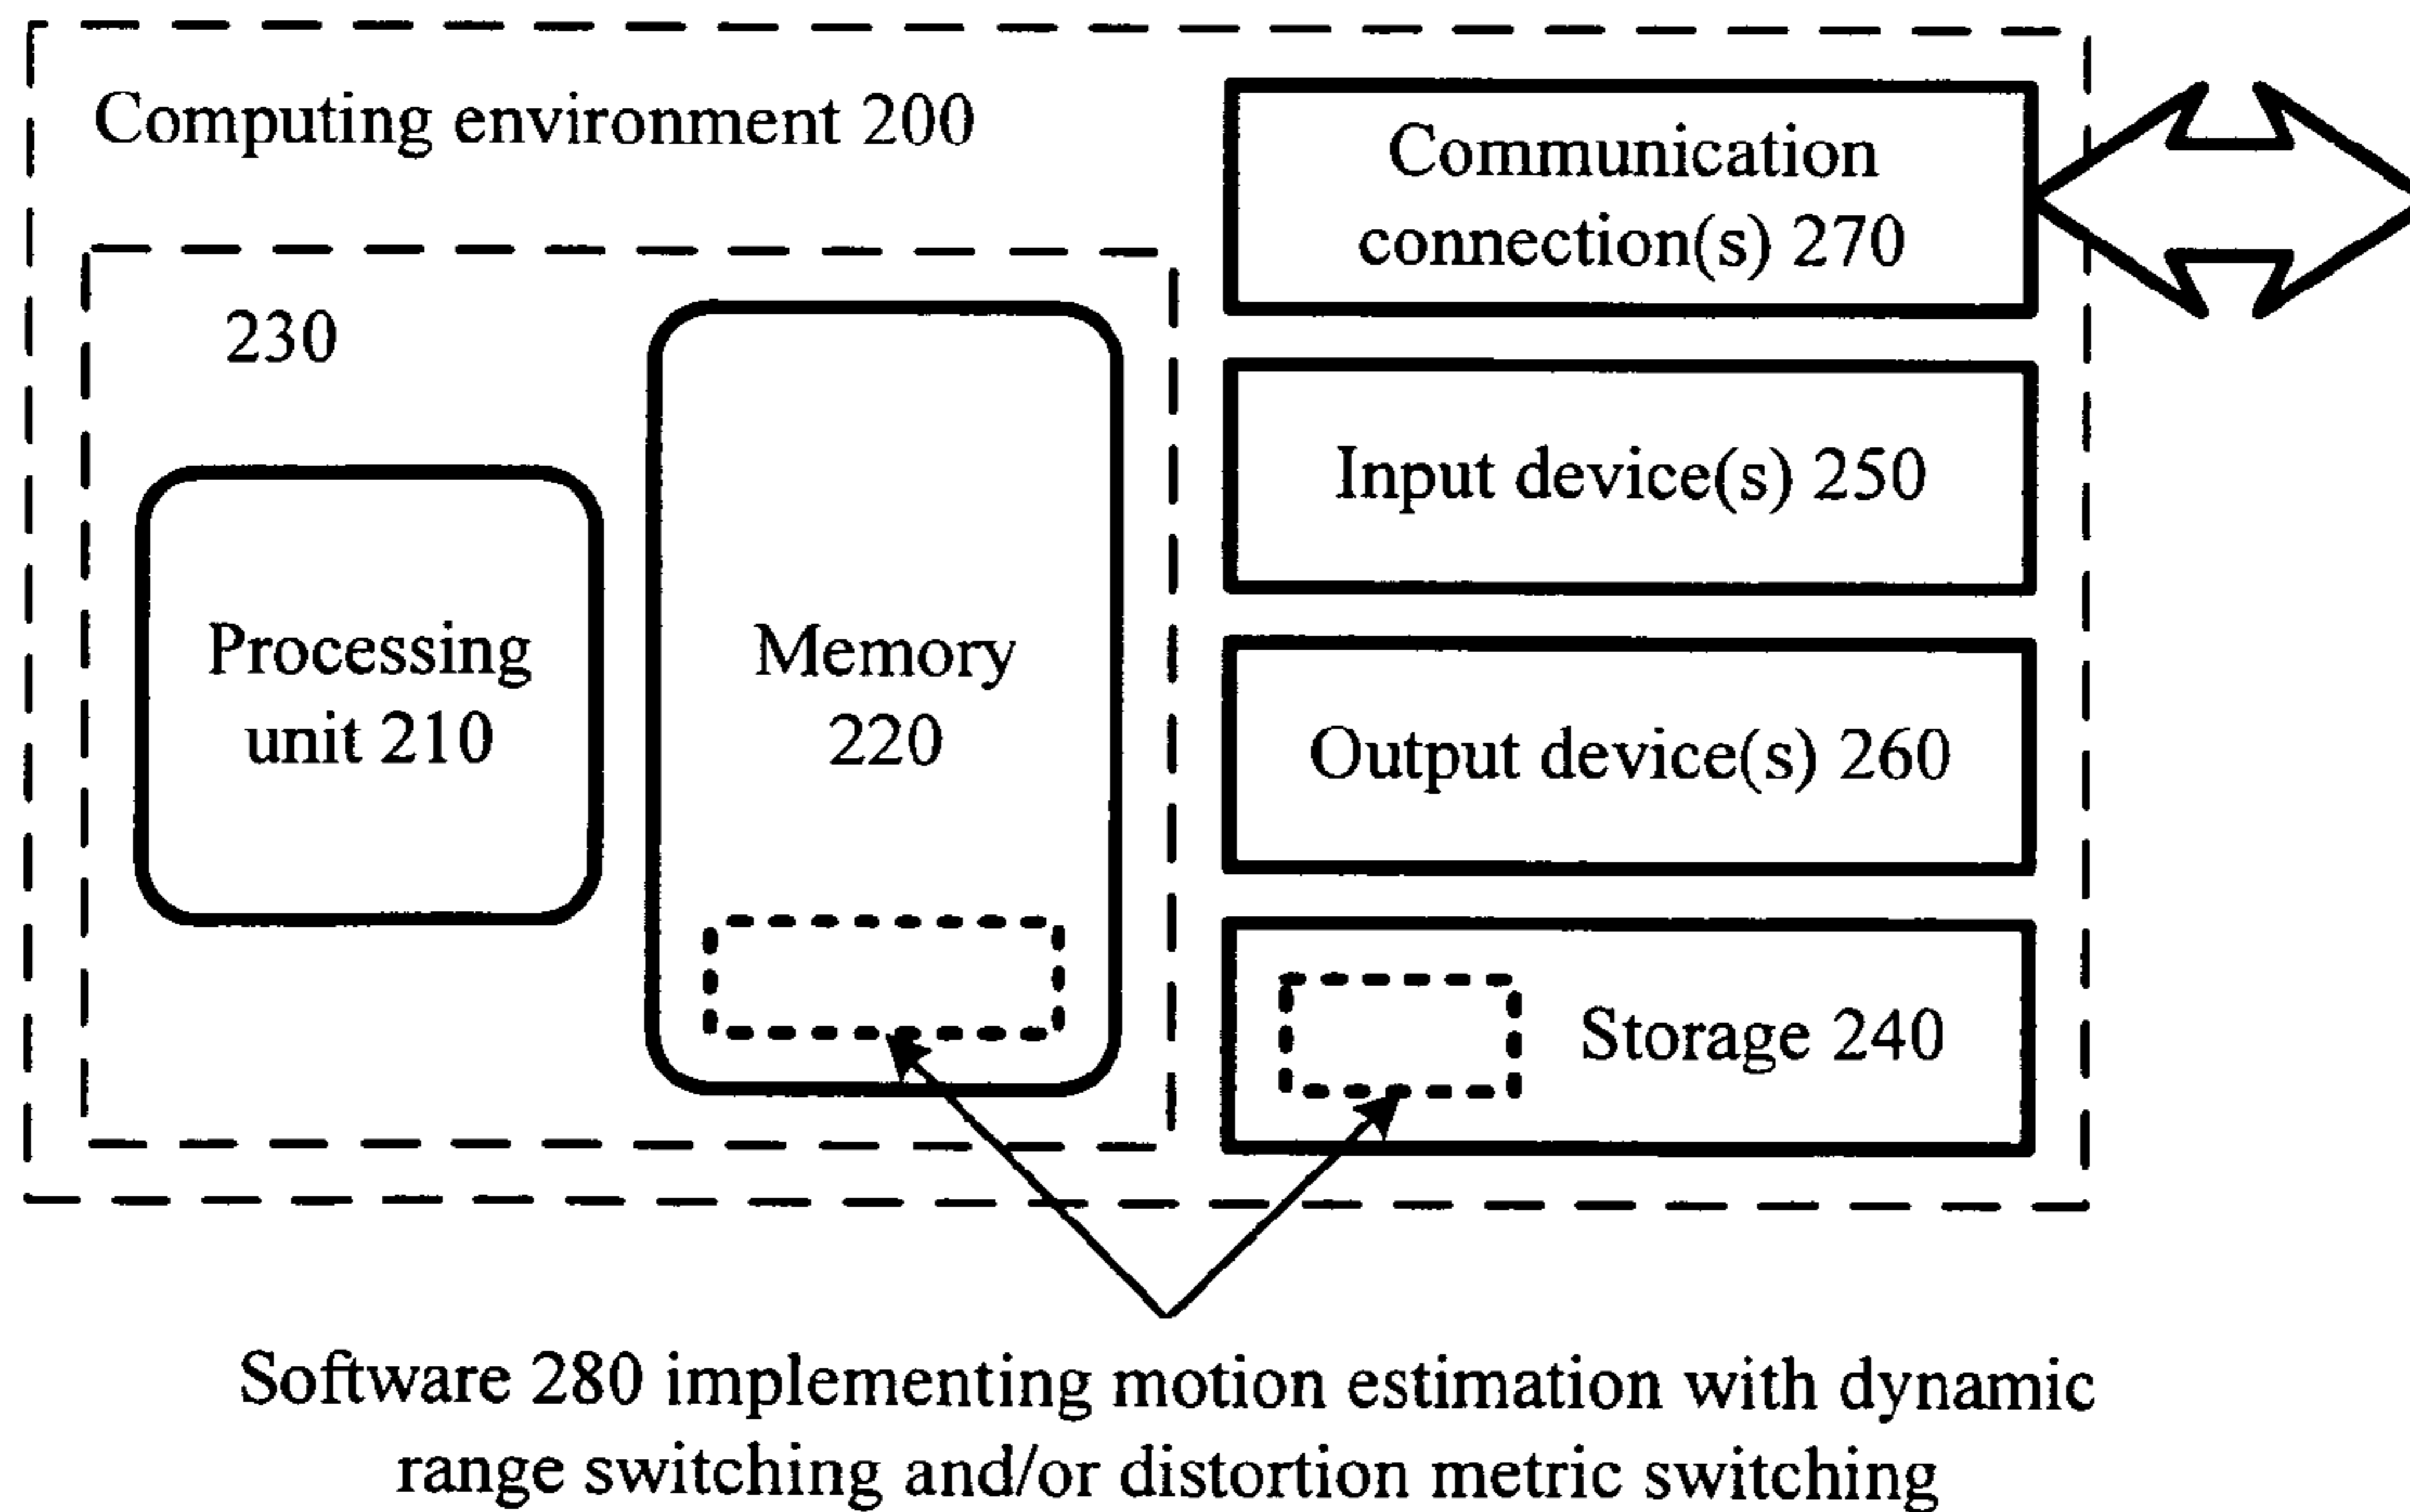 Computing environment 200
230
Processing
unit 210
Memory
220
Communication
connection(s) 270
Input device(s) 250
Output device(s) 260
Storage 240
Software 280 implementing motion estimation with dynamic
range switching and/or distortion metric switching